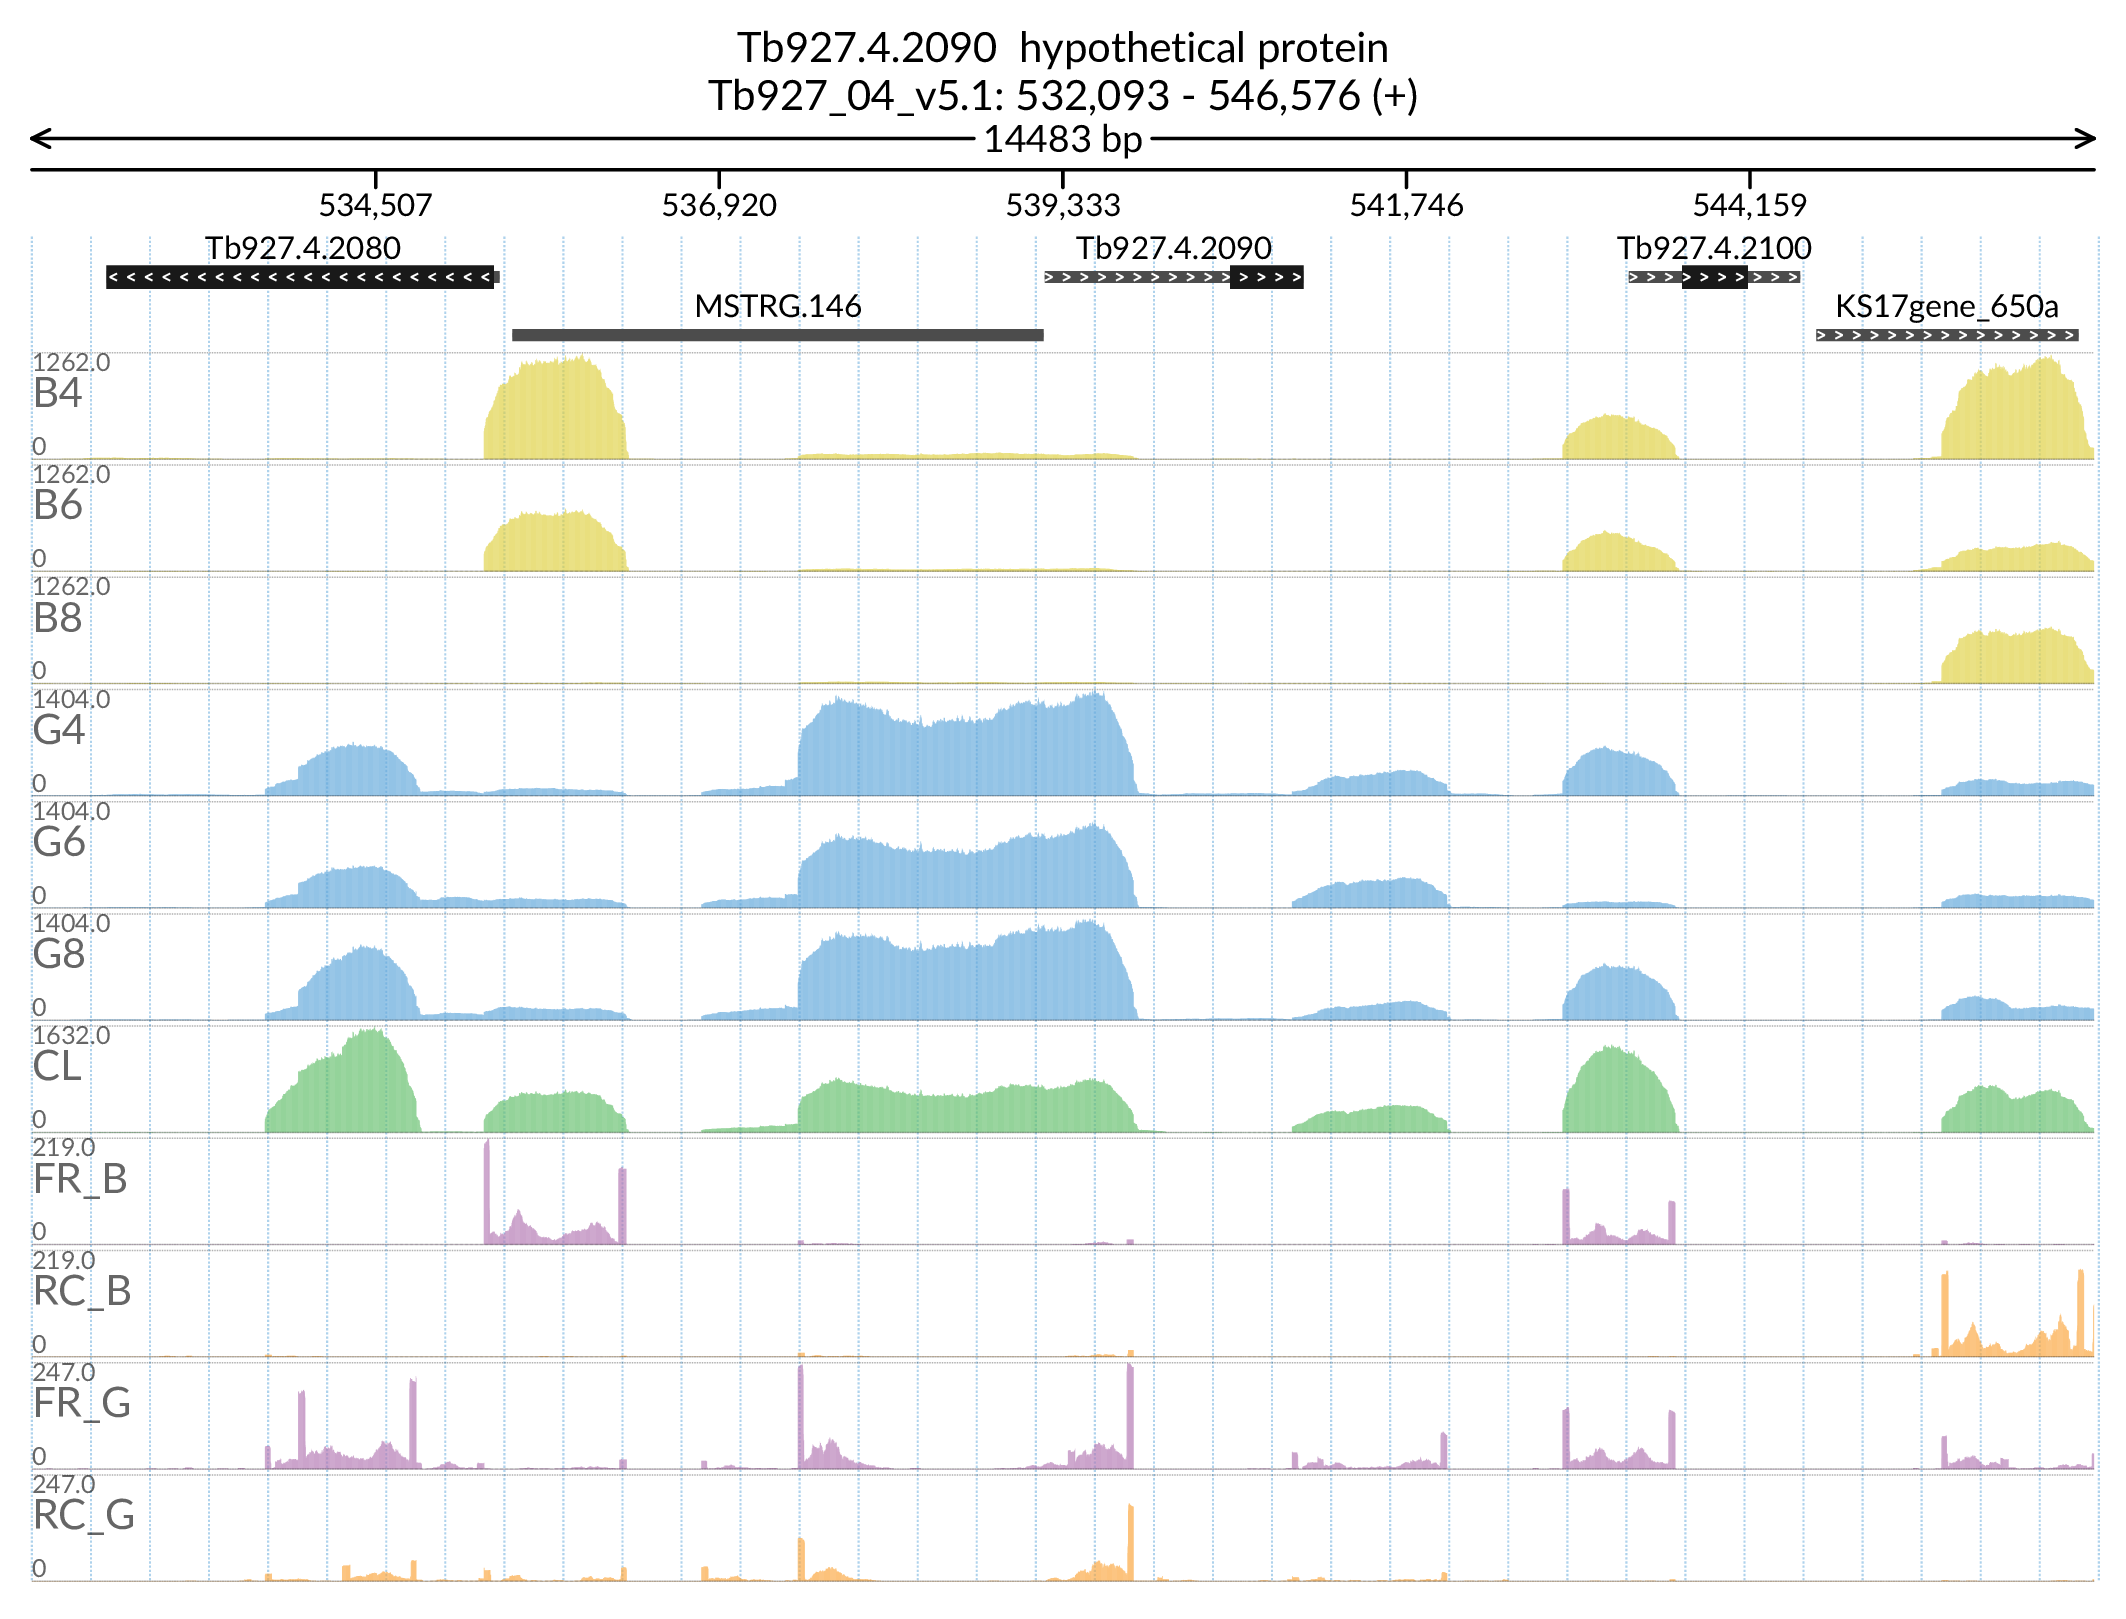 Tb927.4.2090  hypothetical protein
Tb927_04_v5.1: 532,093 - 546,576 (+)
14483 bp
534,507 536,920 539,333 541,746 544,159
Tb927.4.2080 Tb927.4.2090 Tb927.4.2100
MSTRG.146 KS17gene_650a
1262.0
B4
0
1262.0
B6
0
1262.0
B8
0
1404.0
G4
0
1404.0
G6
0
1404.0
G8
0
1632.0
CL
0
219.0
FR_B
0
219.0
RC_B
0
247.0
FR_G
0
247.0
RC_G
0